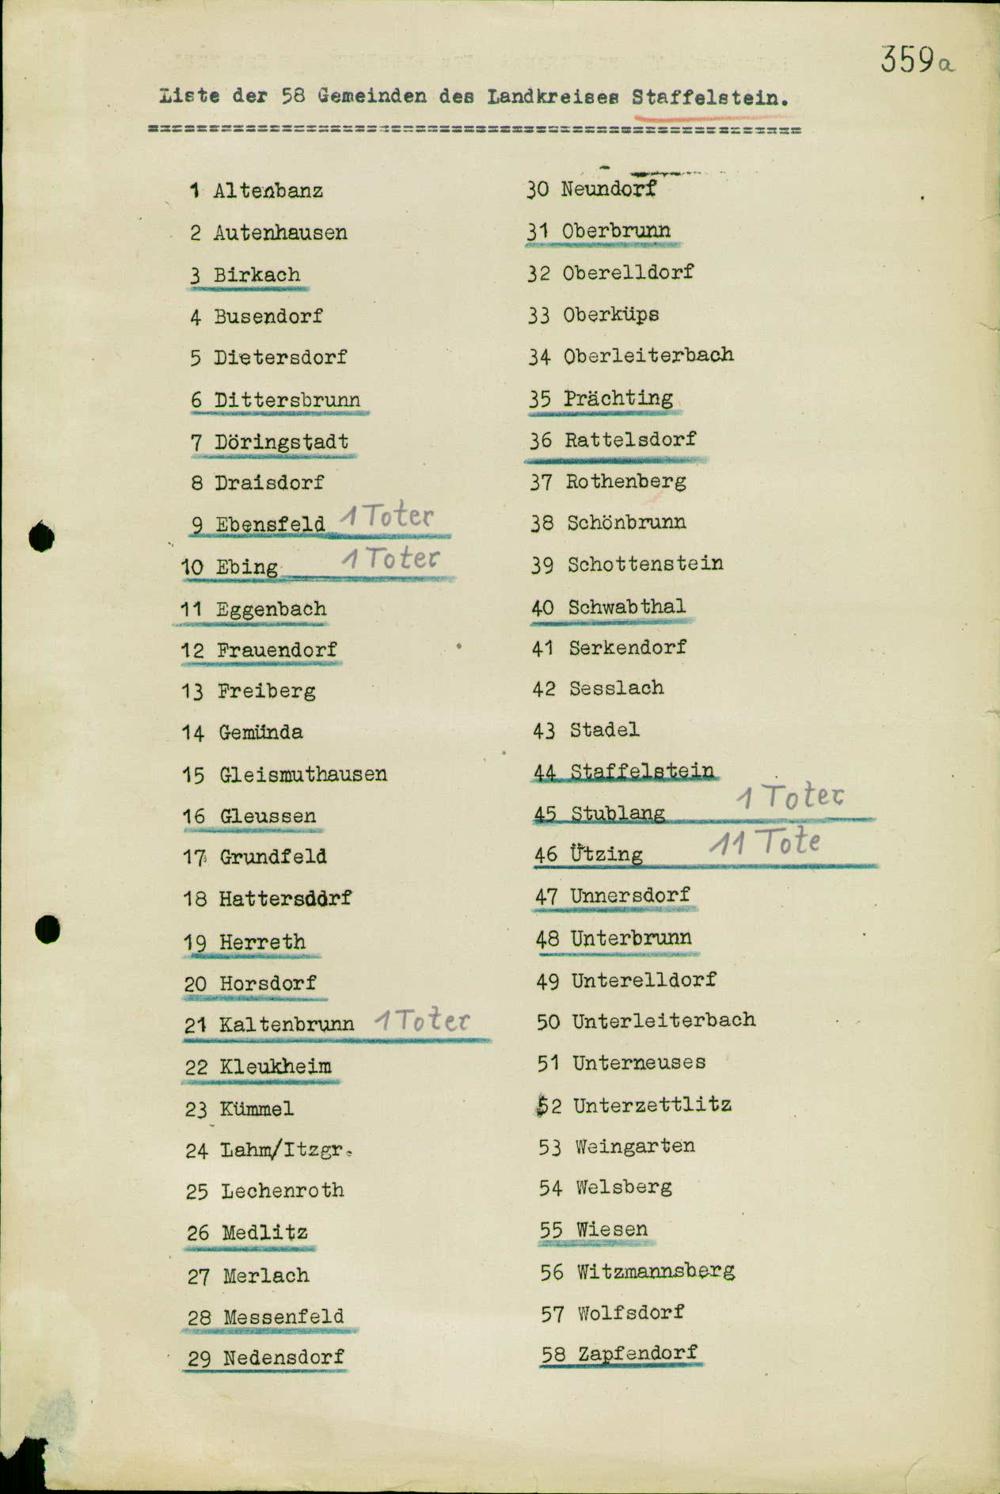 359a
Liste der 58 Gemeinden des Landkreises Staffelstein.
=======================================================
1 Altenbanz
2 Autenhausen
3 Birkach
4 Busendorf
5 Dietersdorf
6 Dittersbrunn
7 Döringstadt
8 Draisdorf
9 Ebensfeld 1 Toter
10 Ebing 1 Toter
11 Eggenbach
12 Frauendorf
13 Freiberg
14 Gemünda
15 Gleismuthausen
16 Gleussen
17 Grundfeld
18 Hattersdorf
19 Herreth
20 Horsdorf
21 Kaltenbrunn 1 Toter
22 Kleukheim
23 Kümmel
24 Lahm/Itzgr.
25 Lechenroth
26 Medlitz
27 Merlach
28 Messenfeld
29 Nedensdorf
30 Neundorf
31 Oberbrunn
32 Oberelldorf
33 Oberküps
34 Oberleiterbach
35 Prächting
36 Rattelsdorf
37 Rothenberg
38 Schönbrunn
39 Schottenstein
40 Schwabthal
41 Serkendorf
42 Sesslach
43 Stadel
44 Staffelstein
45 Stublang 1 Toter
46 Ützing 11 Tote
47 Unnersdorf
48 Unterbrunn
49 Unterelldorf
50 Unterleiterbach
51 Unterneuses
52 Unterzettlitz
53 Weingarten
54 Welsberg
55 Wiesen
56 Witzmannsberg
57 Wolfsdorf
58 Zapfendorf